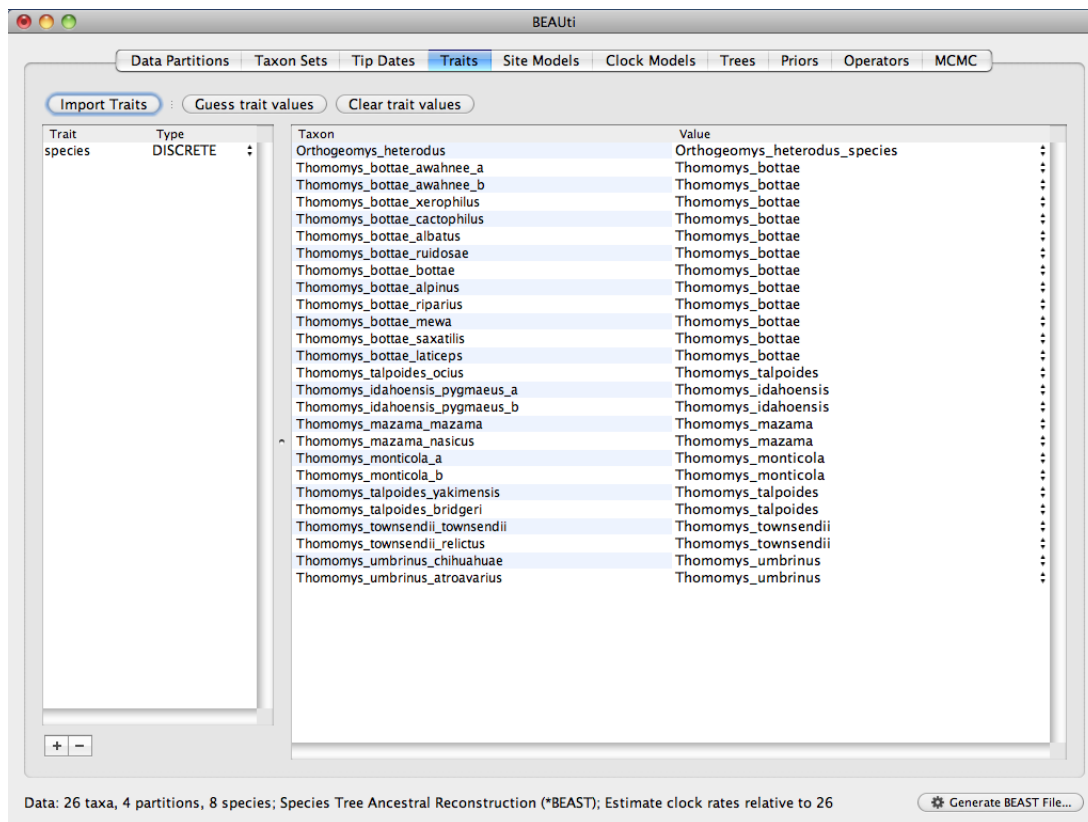 BEAUti
Data Partitions Taxon Sets Tip Dates Traits Site Models Clock Models Trees Priors Operators MCMC
Import Traits Guess trait values Clear trait values
Trait Type
species DISCRETE
Taxon Value
Orthogeomys_heterodus Orthogeomys_heterodus_species
Thomomys_bottae_awahnee_a Thomomys_bottae
Thomomys_bottae_awahnee_b Thomomys_bottae
Thomomys_bottae_xerophilus Thomomys_bottae
Thomomys_bottae_cactophilus Thomomys_bottae
Thomomys_bottae_albatus Thomomys_bottae
Thomomys_bottae_ruidosae Thomomys_bottae
Thomomys_bottae_bottae Thomomys_bottae
Thomomys_bottae_alpinus Thomomys_bottae
Thomomys_bottae_riparius Thomomys_bottae
Thomomys_bottae_mewa Thomomys_bottae
Thomomys_bottae_saxatilis Thomomys_bottae
Thomomys_bottae_laticeps Thomomys_bottae
Thomomys_talpoides_ocius Thomomys_talpoides
Thomomys_idahoensis_pygmaeus_a Thomomys_idahoensis
Thomomys_idahoensis_pygmaeus_b Thomomys_idahoensis
Thomomys_mazama_mazama Thomomys_mazama
Thomomys_mazama_nasicus Thomomys_mazama
Thomomys_monticola_a Thomomys_monticola
Thomomys_monticola_b Thomomys_monticola
Thomomys_talpoides_yakimensis Thomomys_talpoides
Thomomys_talpoides_bridgeri Thomomys_talpoides
Thomomys_townsendii_townsendii Thomomys_townsendii
Thomomys_townsendii_relictus Thomomys_townsendii
Thomomys_umbrinus_chihuahuae Thomomys_umbrinus
Thomomys_umbrinus_atroavarius Thomomys_umbrinus
+ −
Data: 26 taxa, 4 partitions, 8 species; Species Tree Ancestral Reconstruction (*BEAST); Estimate clock rates relative to 26
Generate BEAST File...